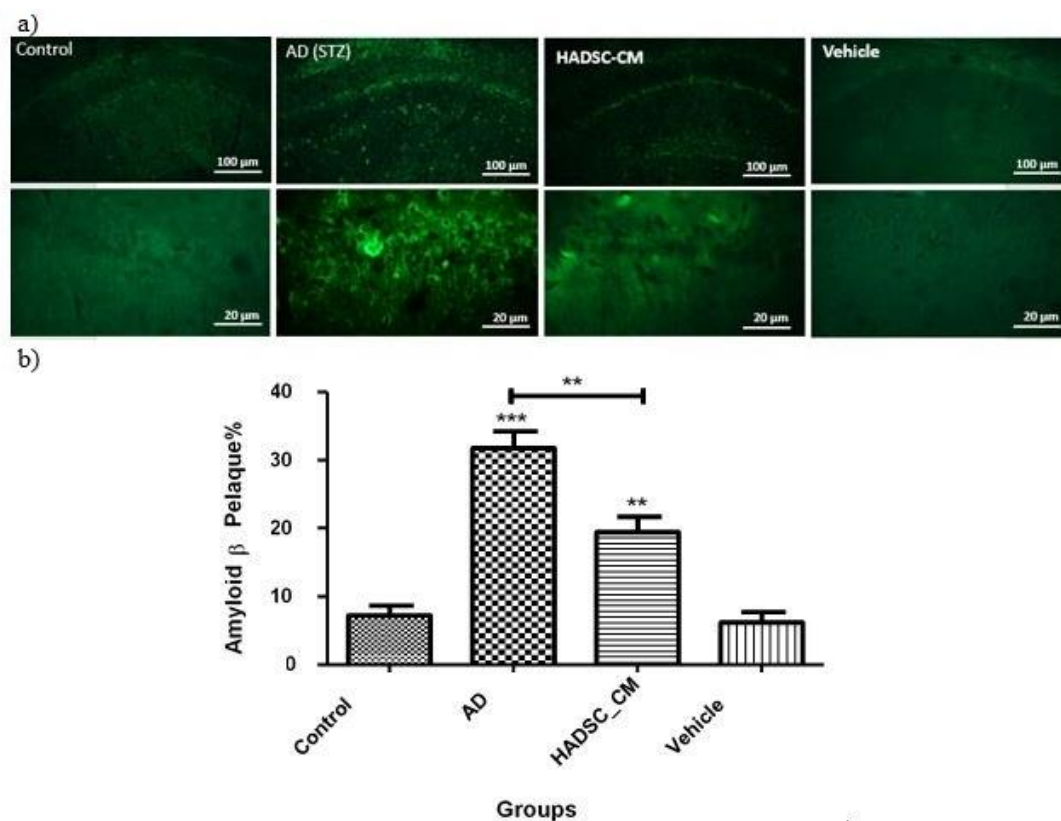 a)
Control AD (STZ) HADSC-CM Vehicle
100 µm 100 µm 100 µm 100 µm
20 µm 20 µm 20 µm 20 µm
b)
**
40
***
30
**
20
10
0
Amyloid β Pelaque%
Control AD HADSC_CM Vehicle
Groups